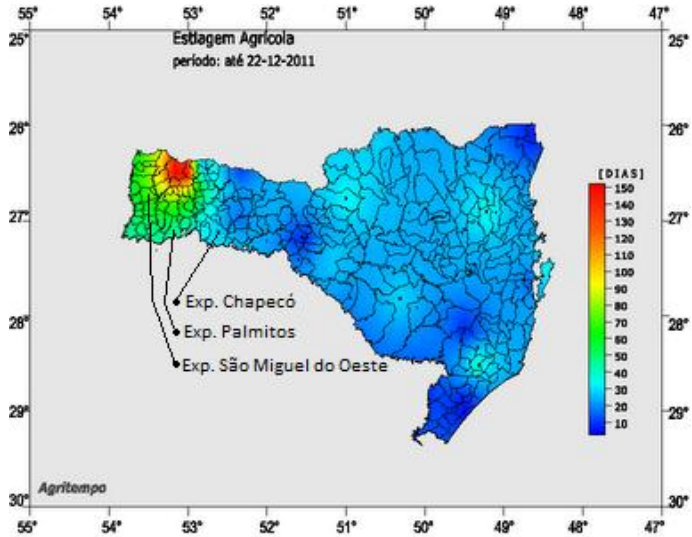 55° 54° 53° 52° 51° 50° 49° 48° 47°
25° 25°
Estiagem Agrícola
período: até 22-12-2011
26° 26°
[DIAS]
150
140
27° 27°
130
120
110
100
90
80
Exp. Chapecó
70
28° 28°
60
Exp. Palmitos
50
40
Exp. São Miguel do Oeste
30
20
29° 29°
10
Agritempo
30° 30°
55° 54° 53° 52° 51° 50° 49° 48° 47°